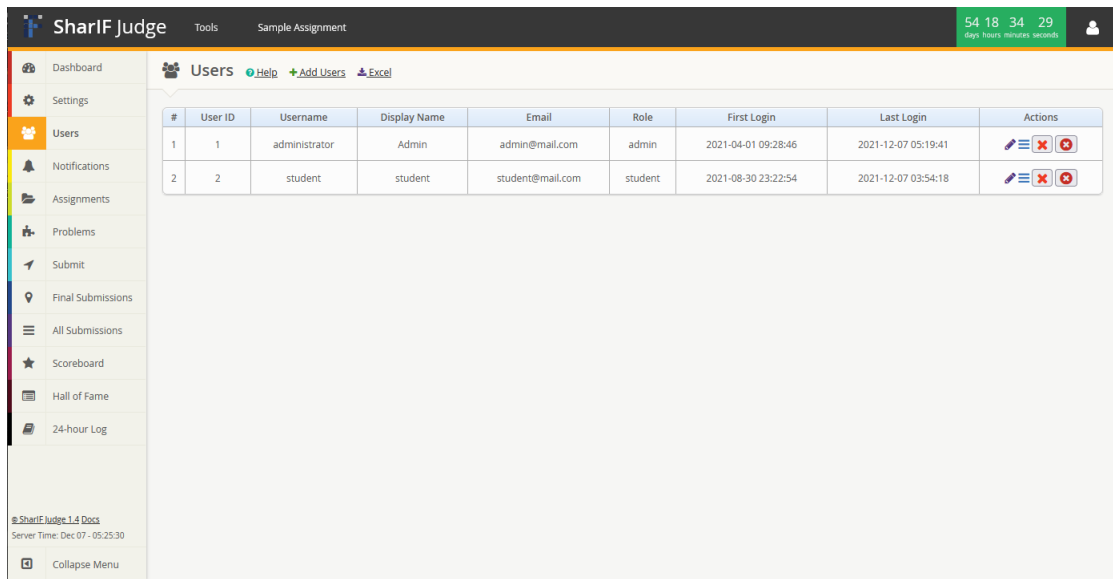 SharIF Judge Tools Sample Assignment 54 18 34 29
days hours minutes seconds
Dashboard
Settings
Users
Notifications
Assignments
Problems
Submit
Final Submissions
All Submissions
Scoreboard
Hall of Fame
24-hour Log
© SharIF Judge 1.4 Docs
Server Time: Dec 07 - 05:25:30
Collapse Menu
Users Help Add Users Excel
# User ID Username Display Name Email Role First Login Last Login Actions
1 1 administrator Admin admin@mail.com admin 2021-04-01 09:28:46 2021-12-07 05:19:41
2 2 student student student@mail.com student 2021-08-30 23:22:54 2021-12-07 03:54:18